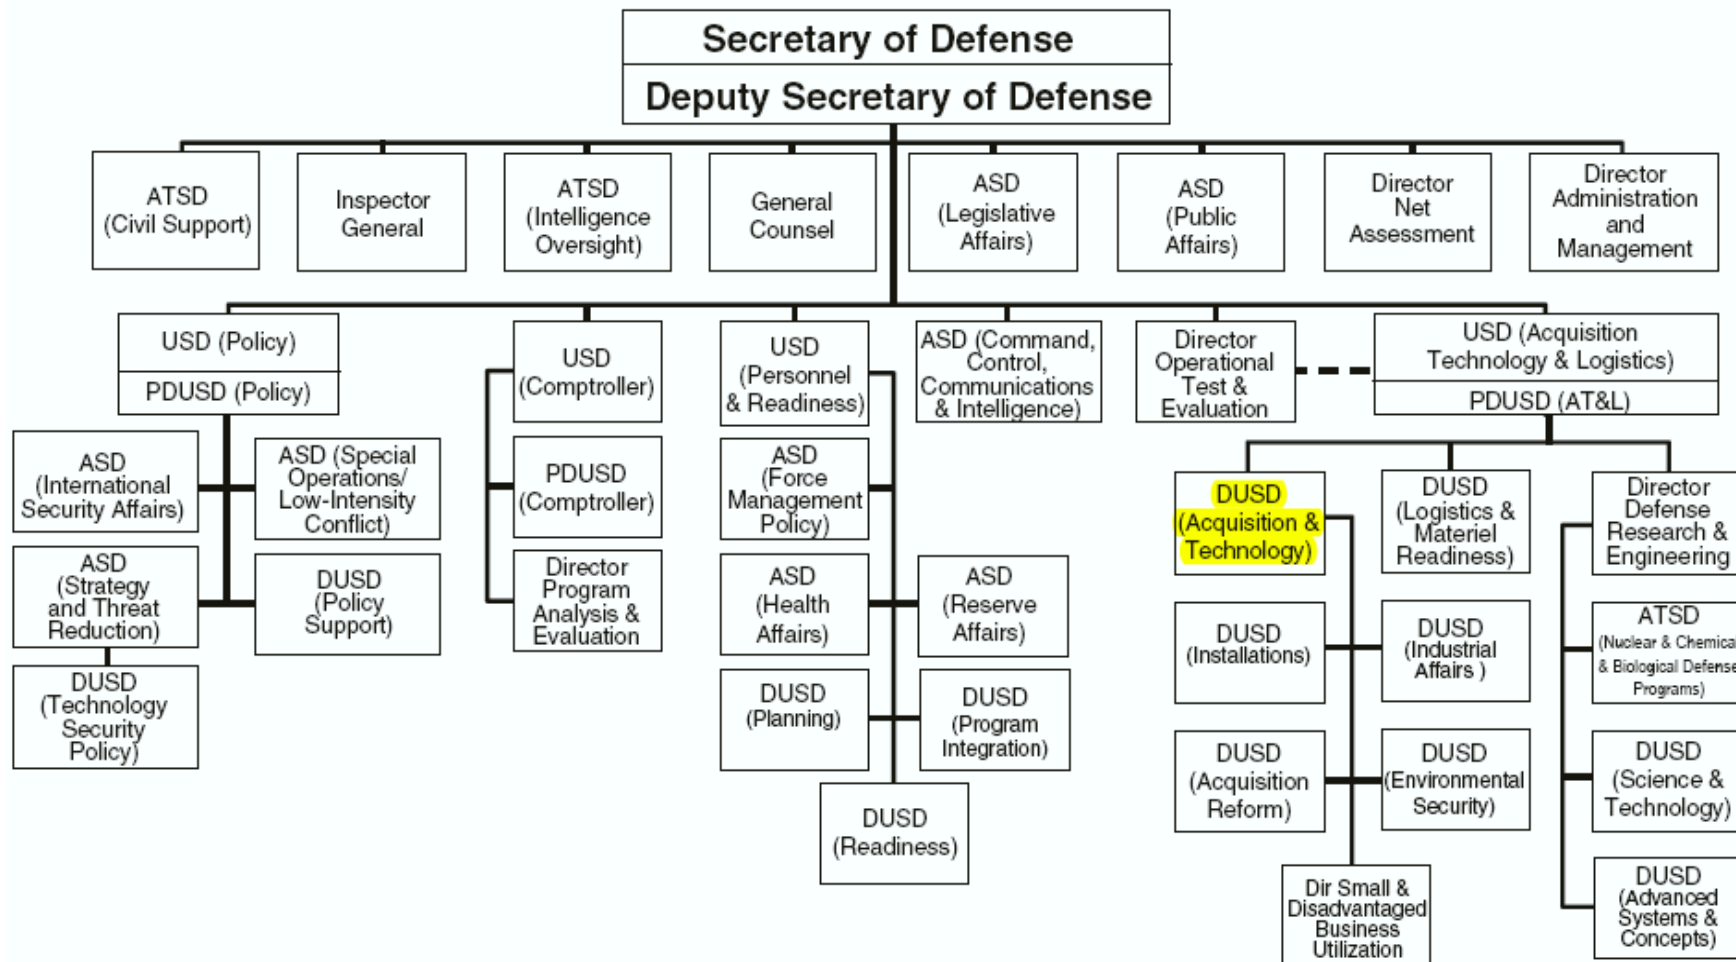 Secretary of Defense
Deputy Secretary of Defense
ATSD
(Civil Support)
Inspector
General
ATSD
(Intelligence
Oversight)
General
Counsel
ASD
(Legislative
Affairs)
ASD
(Public
Affairs)
Director
Net
Assessment
Director
Administration
and
Management
USD (Policy)
PDUSD (Policy)
USD
(Comptroller)
USD
(Personnel
& Readiness)
ASD (Command,
Control,
Communications
& Intelligence)
Director
Operational
Test &
Evaluation
USD (Acquisition
Technology & Logistics)
PDUSD (AT&L)
ASD
(International
Security Affairs)
ASD (Special
Operations/
Low-Intensity
Conflict)
PDUSD
(Comptroller)
ASD
(Force
Management
Policy)
DUSD
(Acquisition &
Technology)
DUSD
(Logistics &
Materiel
Readiness)
Director
Defense
Research &
Engineering
ASD
(Strategy
and Threat
Reduction)
DUSD
(Policy
Support)
Director
Program
Analysis &
Evaluation
ASD
(Health
Affairs)
ASD
(Reserve
Affairs)
DUSD
(Installations)
DUSD
(Industrial
Affairs )
ATSD
(Nuclear & Chemical
& Biological Defense
Programs)
DUSD
(Technology
Security
Policy)
DUSD
(Planning)
DUSD
(Program
Integration)
DUSD
(Acquisition
Reform)
DUSD
(Environmental
Security)
DUSD
(Science &
Technology)
DUSD
(Readiness)
Dir Small &
Disadvantaged
Business
Utilization
DUSD
(Advanced
Systems &
Concepts)